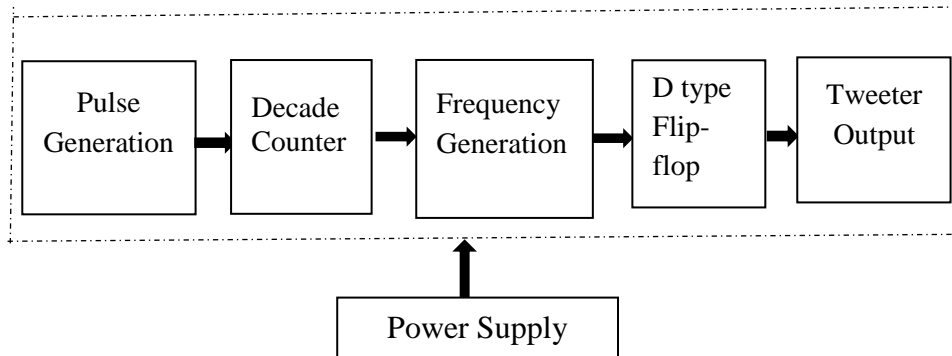 Pulse
Generation
Decade
Counter
Frequency
Generation
D type
Flip-
flop
Tweeter
Output
Power Supply